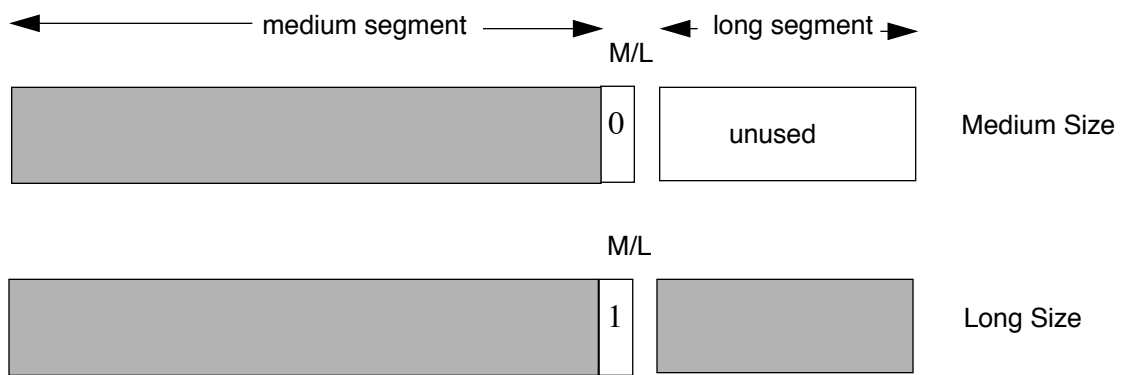 medium segment
long segment
M/L
0
unused
Medium Size
M/L
1
Long Size